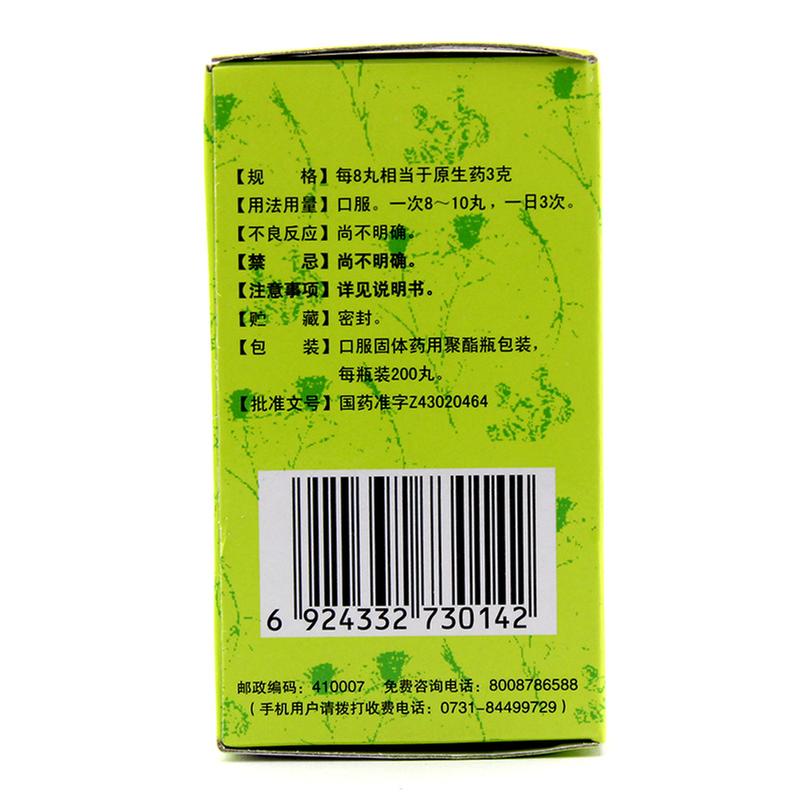 【规　格】每8丸相当于原生药3克
【用法用量】口服。一次8～10丸，一日3次。
【不良反应】尚不明确。
【禁　忌】尚不明确。
【注意事项】详见说明书。
【贮　藏】密封。
【包　装】口服固体药用聚酯瓶包装，
每瓶装200丸。
【批准文号】国药准字Z43020464
6 924332 730142
邮政编码：410007　免费咨询电话：8008786588
（手机用户请拨打收费电话：0731-84499729）